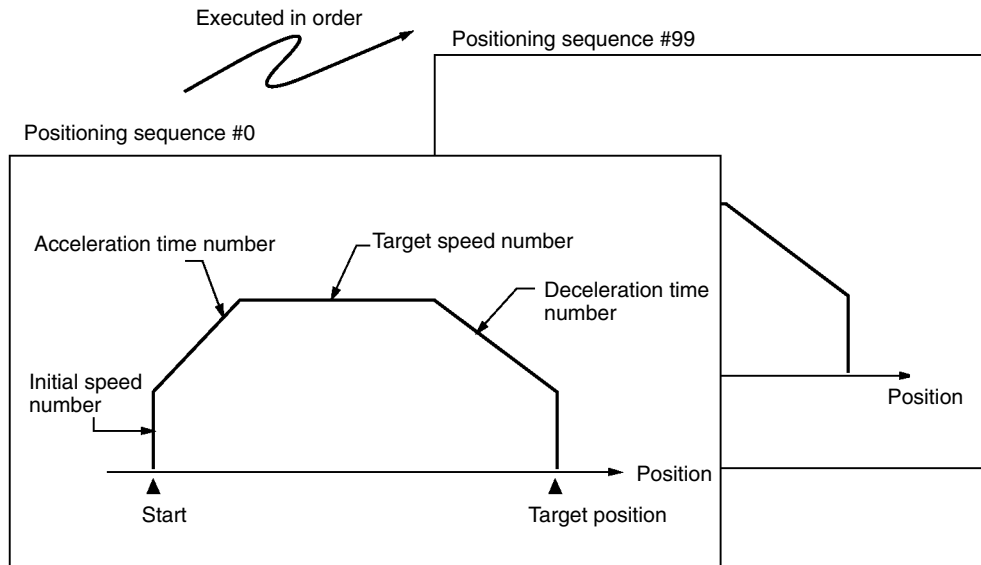 Executed in order
Positioning sequence #99
Positioning sequence #0
Acceleration time number
Target speed number
Deceleration time
number
Initial speed
number
Position
Position
Start
Target position